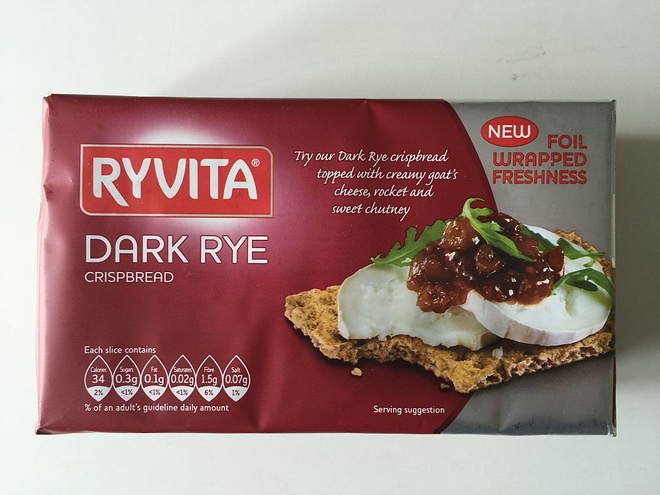 NEW
FOIL
WRAPPED
FRESHNESS
RYVITA®
Try our Dark Rye crispbread
topped with creamy goat's
cheese, rocket and
sweet chutney
DARK RYE
CRISPBREAD
Each slice contains
Calories Sugars Fat Saturates Fibre Salt
34 0.3g 0.1g 0.02g 1.5g 0.07g
2% <1% <1% <1% 6% 1%
% of an adult's guideline daily amount
Serving suggestion